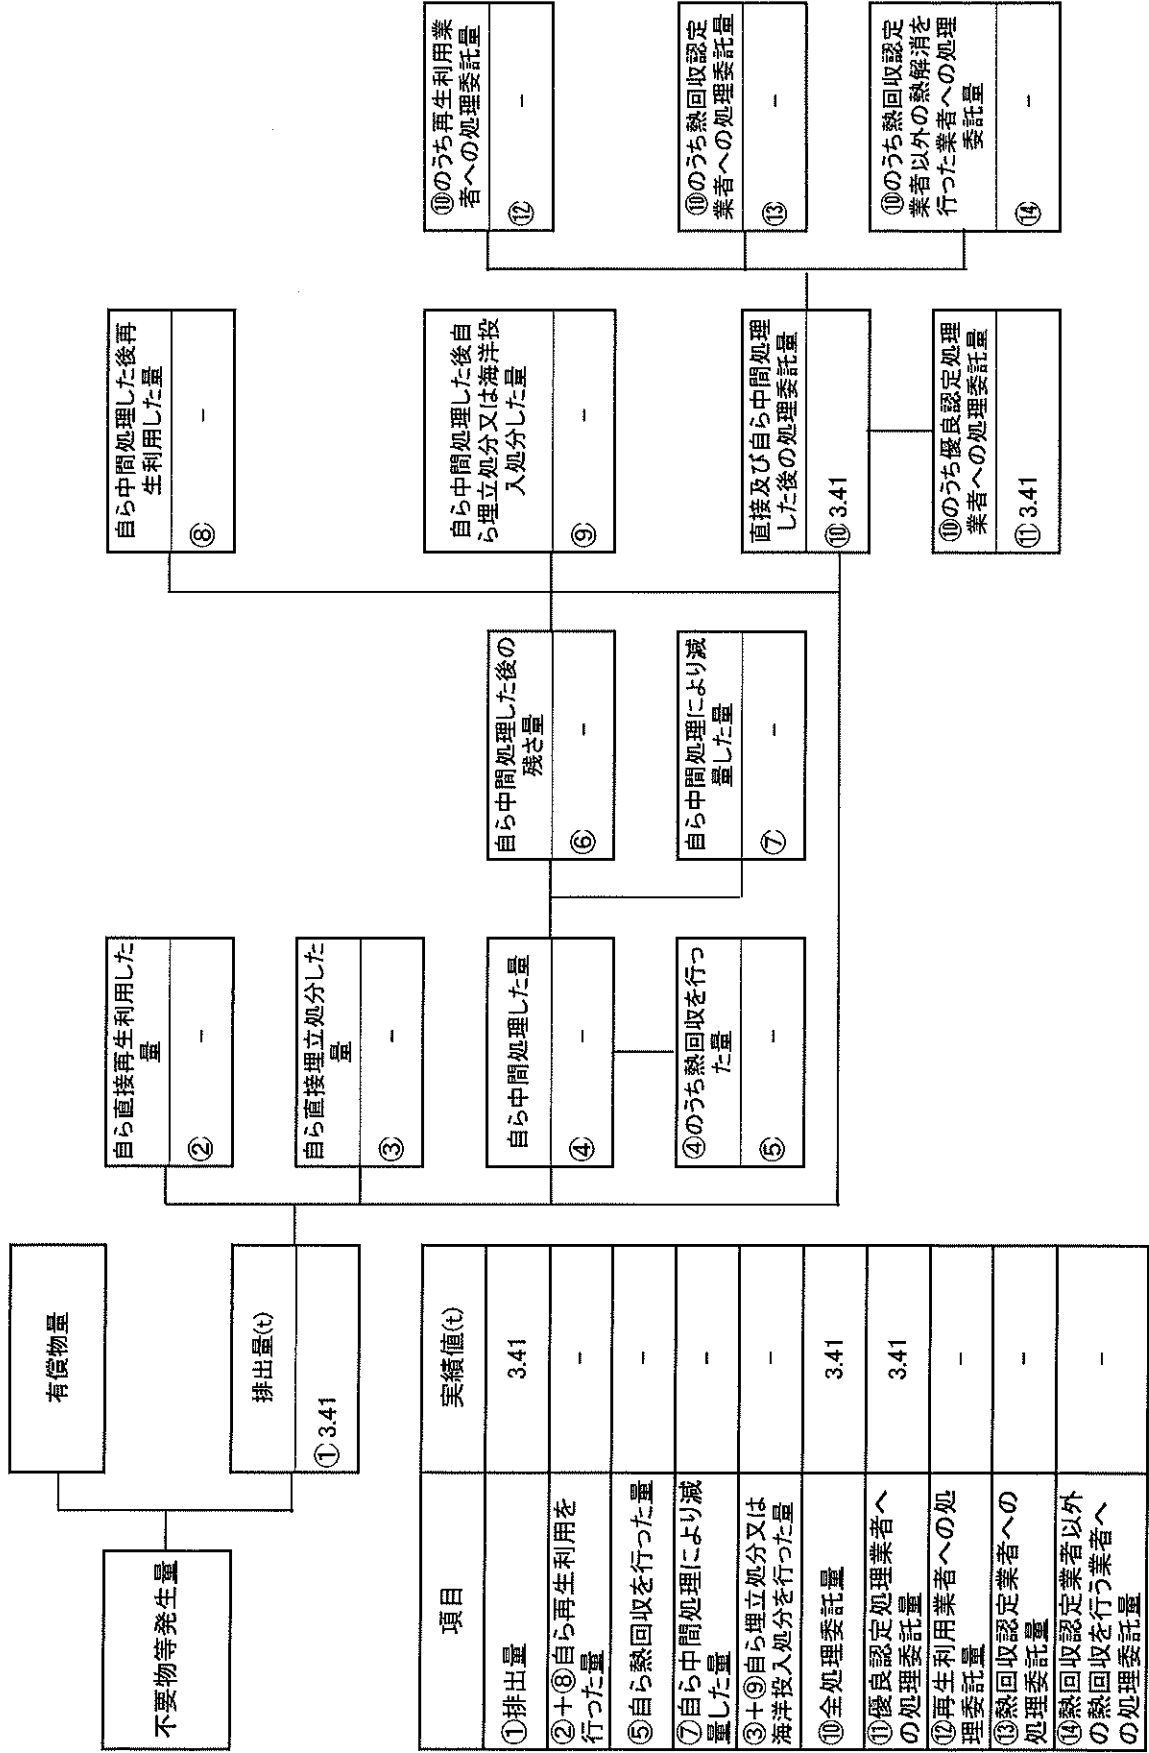 不要物等発生量
有償物量
排出量(t)
① 3.41
自ら直接再生利用した
量
② −
自ら直接埋立処分した
量
③ −
自ら中間処理した量
④ −
④のうち熱回収を行っ
た量
⑤ −
自ら中間処理した後の
残さ量
⑥ −
自ら中間処理により減
量した量
⑦ −
自ら中間処理した後再
生利用した量
⑧ −
自ら中間処理した後自
ら埋立処分又は海洋投
入処分した量
⑨ −
直接及び自ら中間処理
した後の処理委託量
⑩ 3.41
⑩のうち優良認定処理
業者への処理委託量
⑪ 3.41
⑩のうち再生利用業
者への処理委託量
⑫ −
⑩のうち熱回収認定
業者への処理委託量
⑬ −
⑩のうち熱回収認定
業者以外の熱解消を
行った業者への処理
委託量
⑭ −
項目 実績値(t)
①排出量 3.41
②+⑧自ら再生利用を
行った量 −
⑤自ら熱回収を行った量 −
⑦自ら中間処理により減
量した量 −
③+⑨自ら埋立処分又は
海洋投入処分を行った量 −
⑩全処理委託量 3.41
⑪優良認定処理業者へ
の処理委託量 3.41
⑫再生利用業者への処
理委託量 −
⑬熱回収認定業者への
処理委託量 −
⑭熱回収認定業者以外
の熱回収を行う業者へ
の処理委託量 −